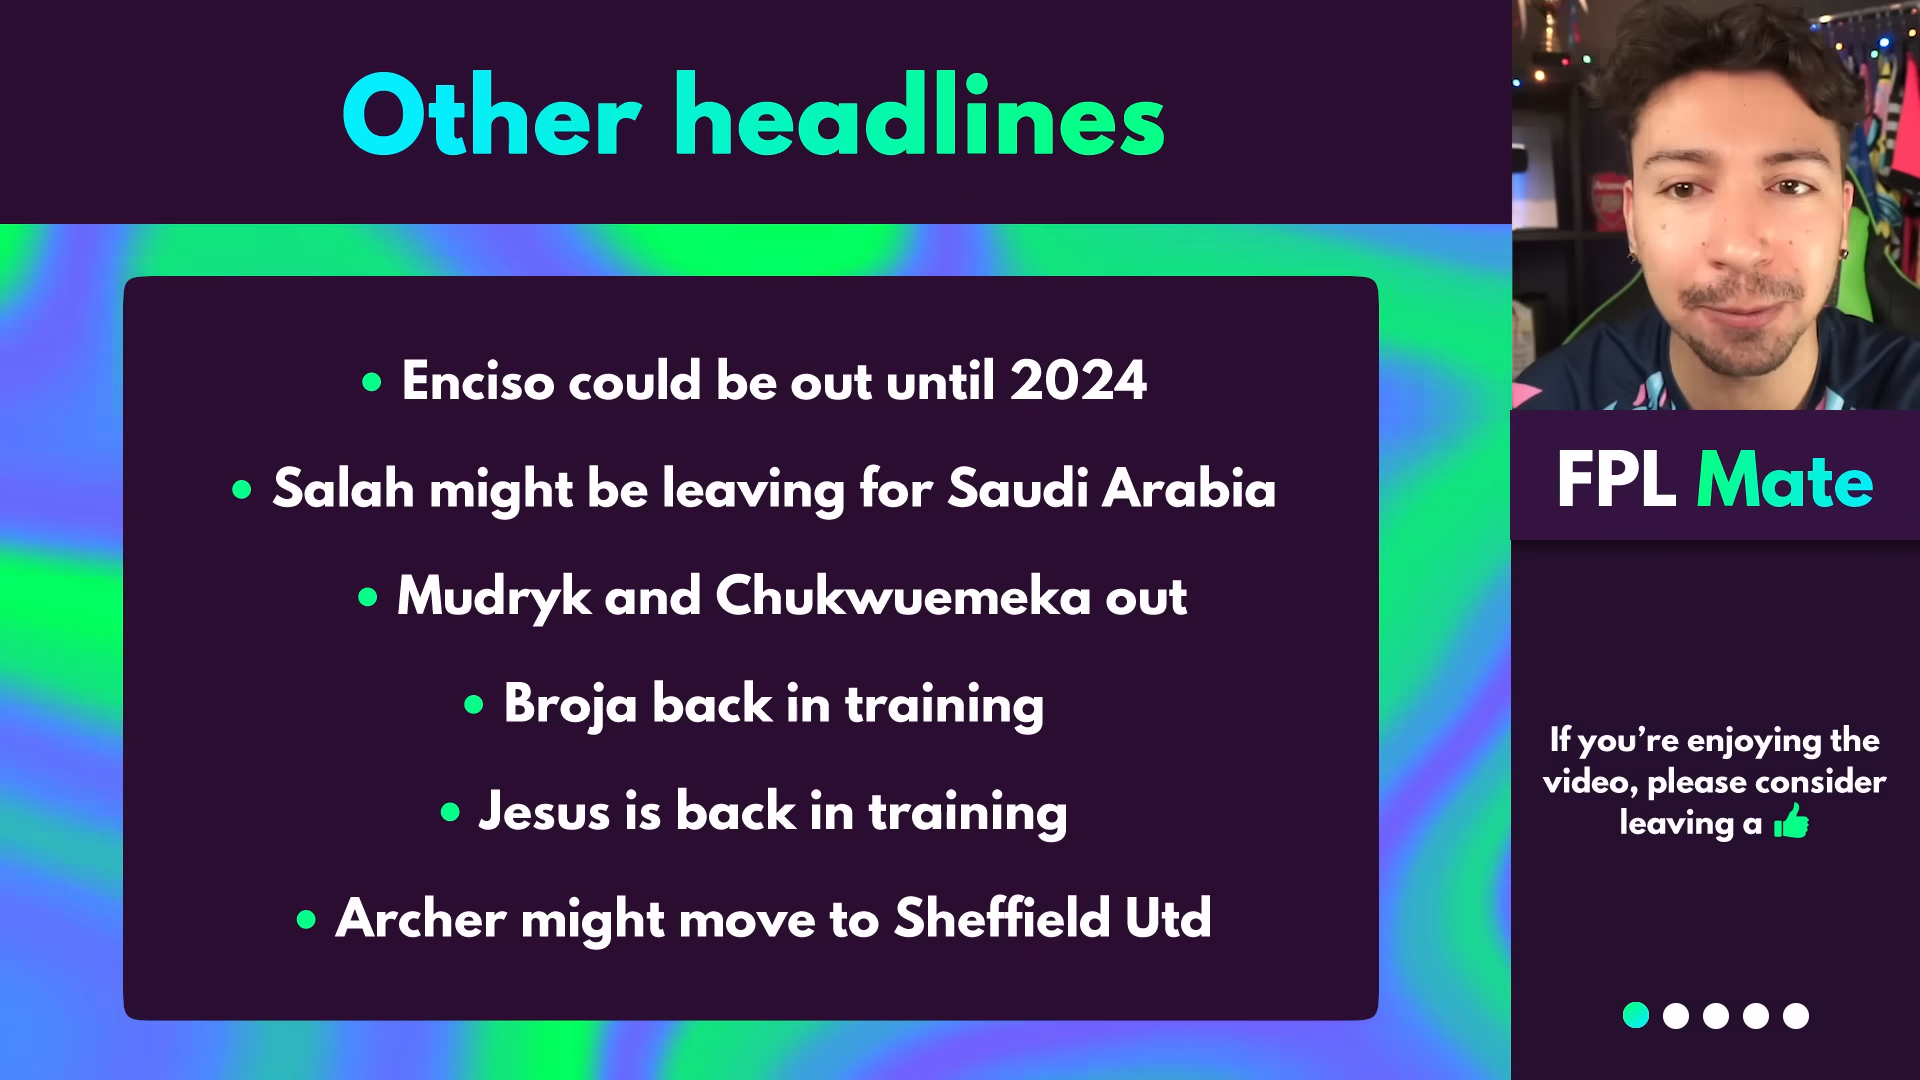 Other headlines
• Enciso could be out until 2024
• Salah might be leaving for Saudi Arabia
• Mudryk and Chukwuemeka out
• Broja back in training
• Jesus is back in training
• Archer might move to Sheffield Utd
FPL Mate
If you’re enjoying the
video, please consider
leaving a 👍